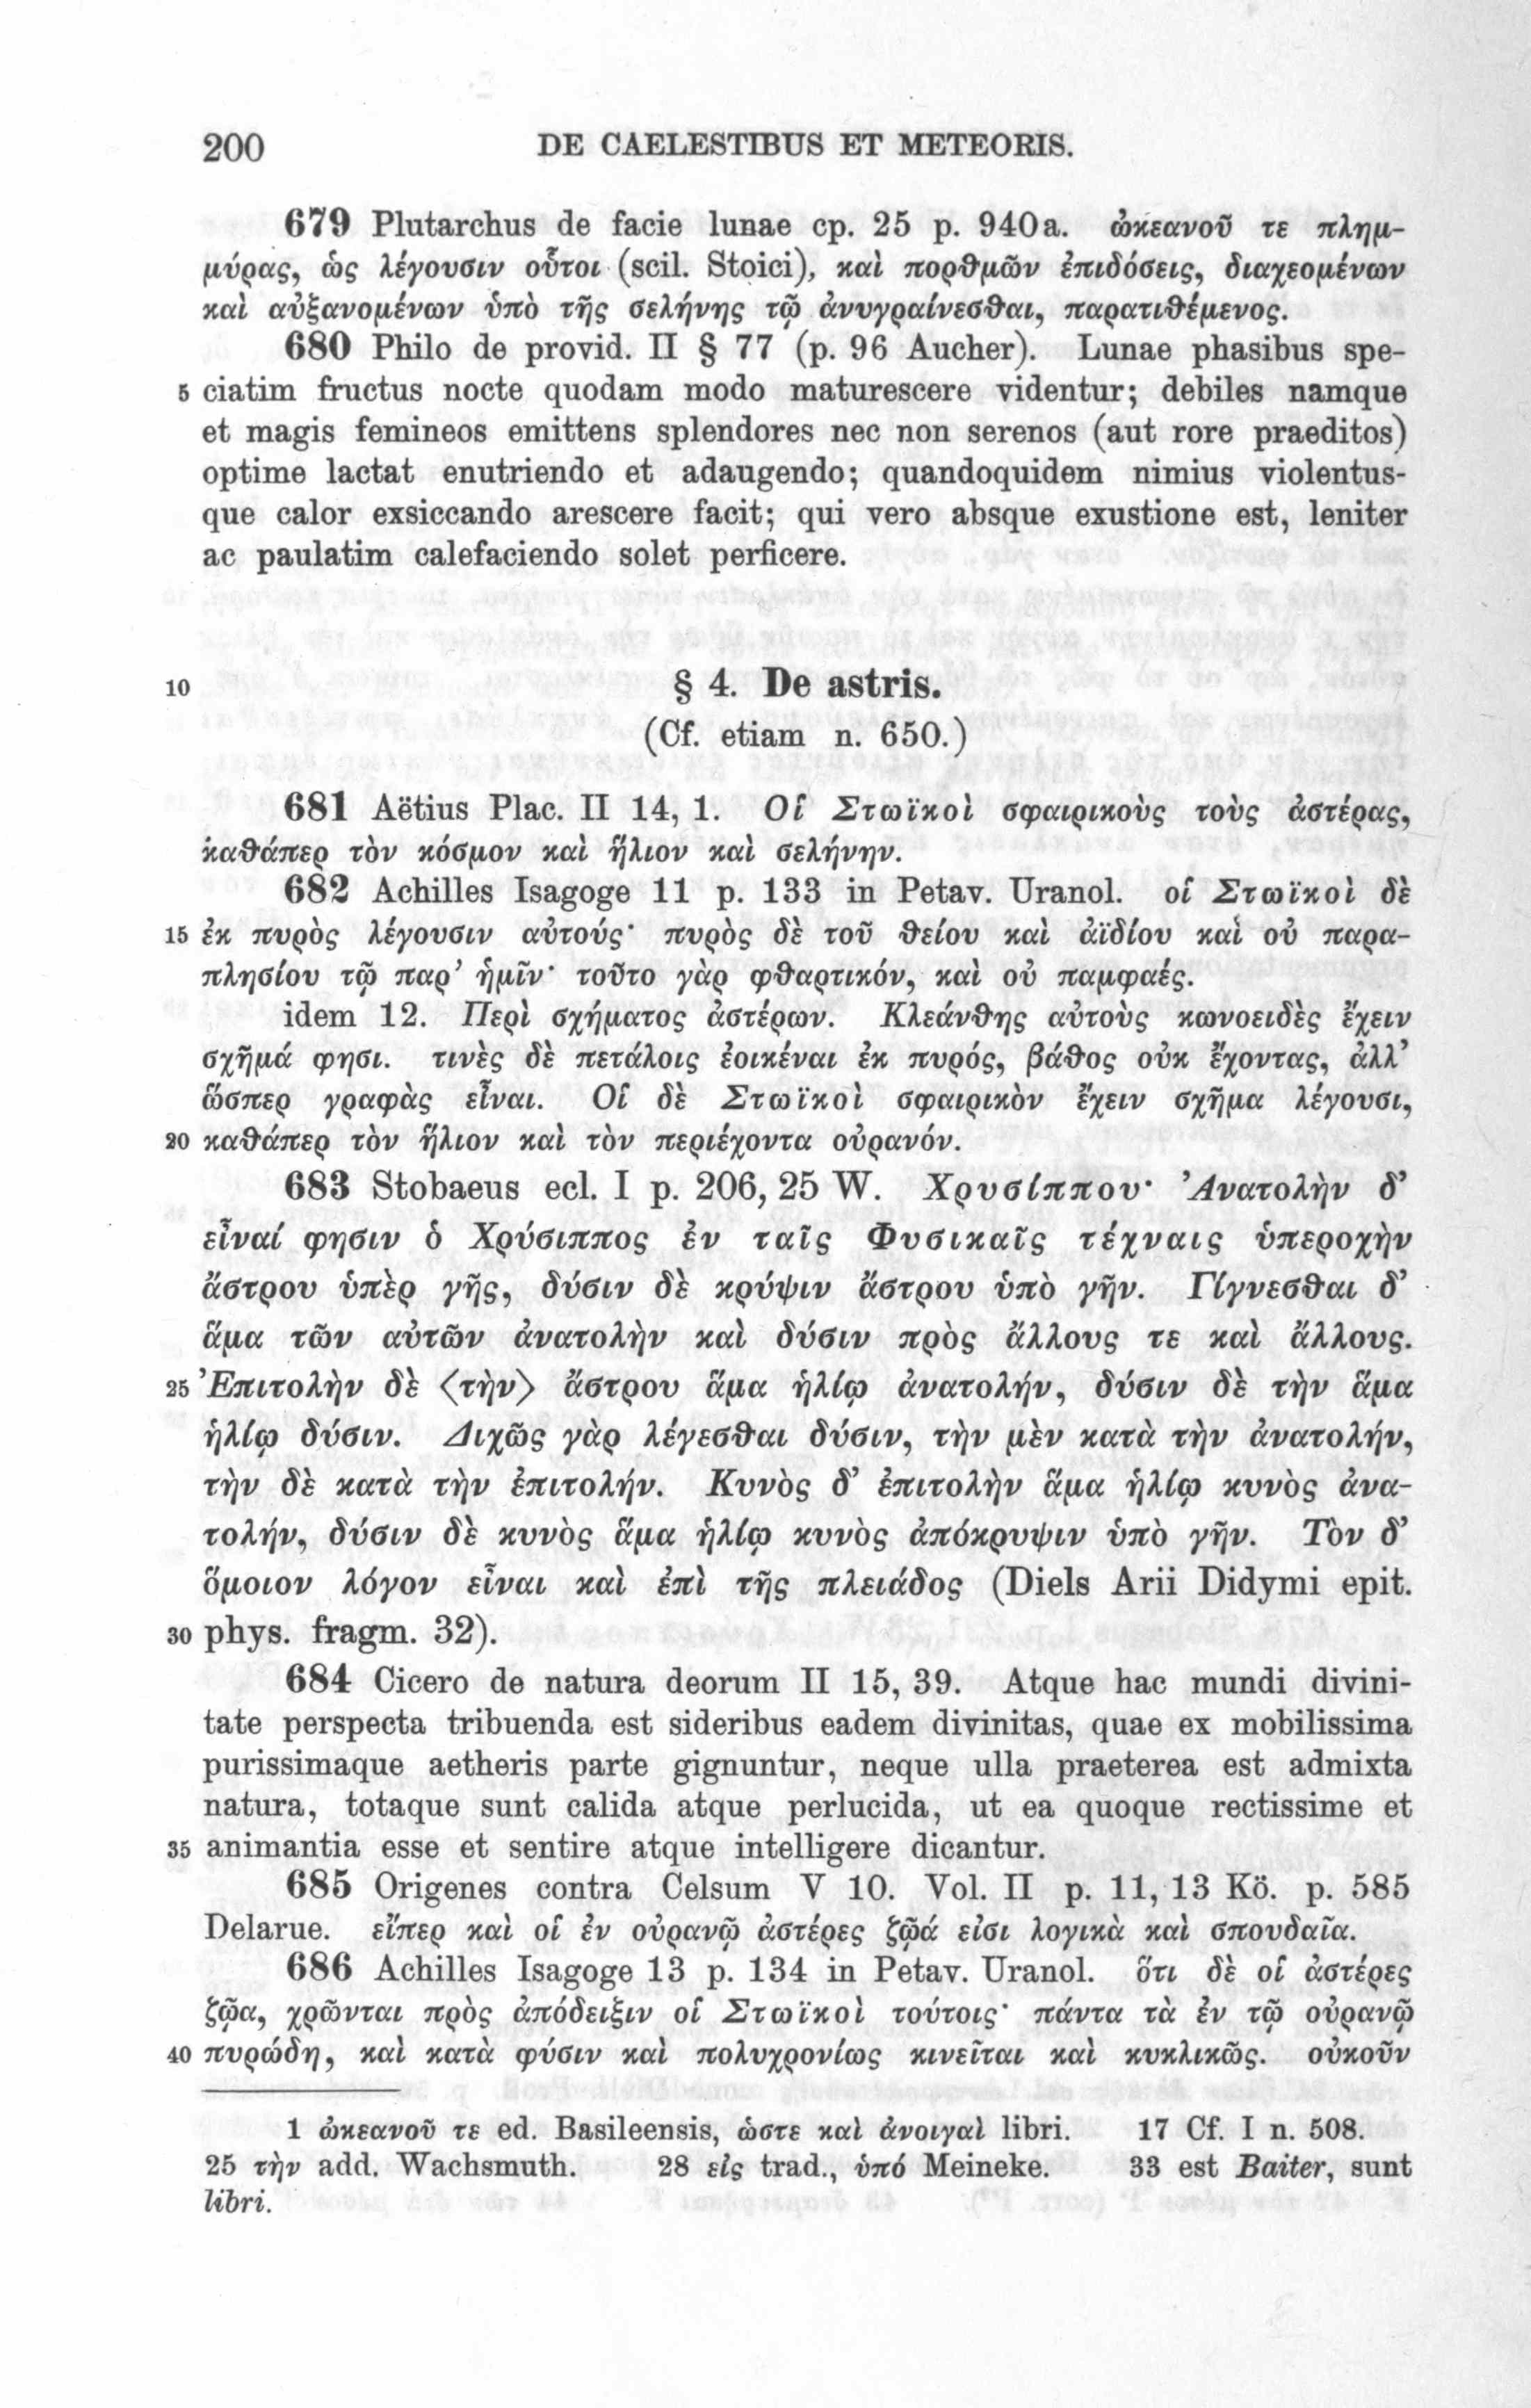 200 DE CAELESTIBUS ET METEORIS.
679 Plutarchus de facie lunae cp. 25 p. 940a. ὠκεανοῦ τε πλημ-
μύρας, ὡς λέγουσιν οὗτοι (scil. Stoici), καὶ πορθμῶν ἐπιδόσεις, διαχεομένων
καὶ αὐξανομένων ὑπὸ τῆς σελήνης τῷ ἀνυγραίνεσθαι, παρατιθέμενος.
680 Philo de provid. II § 77 (p. 96 Aucher). Lunae phasibus spe-
5 ciatim fructus nocte quodam modo maturescere videntur; debiles namque
et magis femineos emittens splendores nec non serenos (aut rore praeditos)
optime lactat enutriendo et adaugendo; quandoquidem nimius violentus-
que calor exsiccando arescere facit; qui vero absque exustione est, leniter
ac paulatim calefaciendo solet perficere.
10 § 4. De astris.
(Cf. etiam n. 650.)
681 Aëtius Plac. II 14, 1. Οἱ Στωϊκοὶ σφαιρικοὺς τοὺς ἀστέρας,
καθάπερ τὸν κόσμον καὶ ἥλιον καὶ σελήνην.
682 Achilles Isagoge 11 p. 133 in Petav. Uranol. οἱ Στωϊκοὶ δὲ
15 ἐκ πυρὸς λέγουσιν αὐτούς· πυρὸς δὲ τοῦ θείου καὶ ἀϊδίου καὶ οὐ παρα-
πλησίου τῷ παρ’ ἡμῖν· τοῦτο γὰρ φθαρτικόν, καὶ οὐ παμφαές.
idem 12. Περὶ σχήματος ἀστέρων. Κλεάνθης αὐτοὺς κωνοειδὲς ἔχειν
σχῆμά φησι. τινὲς δὲ πετάλοις ἐοικέναι ἐκ πυρός, βάθος οὐκ ἔχοντας, ἀλλ’
ὥσπερ γραφὰς εἶναι. Οἱ δὲ Στωϊκοὶ σφαιρικὸν ἔχειν σχῆμα λέγουσι,
20 καθάπερ τὸν ἥλιον καὶ τὸν περιέχοντα οὐρανόν.
683 Stobaeus ecl. I p. 206, 25 W. Χρυσίππου· Ἀνατολὴν δ’
εἶναί φησιν ὁ Χρύσιππος ἐν ταῖς Φυσικαῖς τέχναις ὑπεροχὴν
ἄστρου ὑπὲρ γῆς, δύσιν δὲ κρύψιν ἄστρου ὑπὸ γῆν. Γίγνεσθαι δ’
ἅμα τῶν αὐτῶν ἀνατολὴν καὶ δύσιν πρὸς ἄλλους τε καὶ ἄλλους.
25 Ἐπιτολὴν δὲ ⟨τὴν⟩ ἄστρου ἅμα ἡλίῳ ἀνατολήν, δύσιν δὲ τὴν ἅμα
ἡλίῳ δύσιν. Διχῶς γὰρ λέγεσθαι δύσιν, τὴν μὲν κατὰ τὴν ἀνατολήν,
τὴν δὲ κατὰ τὴν ἐπιτολήν. Κυνὸς δ’ ἐπιτολὴν ἅμα ἡλίῳ κυνὸς ἀνα-
τολήν, δύσιν δὲ κυνὸς ἅμα ἡλίῳ κυνὸς ἀπόκρυψιν ὑπὸ γῆν. Τὸν δ’
ὅμοιον λόγον εἶναι καὶ ἐπὶ τῆς πλειάδος (Diels Arii Didymi epit.
30 phys. fragm. 32).
684 Cicero de natura deorum II 15, 39. Atque hac mundi divini-
tate perspecta tribuenda est sideribus eadem divinitas, quae ex mobilissima
purissimaque aetheris parte gignuntur, neque ulla praeterea est admixta
natura, totaque sunt calida atque perlucida, ut ea quoque rectissime et
35 animantia esse et sentire atque intelligere dicantur.
685 Origenes contra Celsum V 10. Vol. II p. 11, 13 Kö. p. 585
Delarue. εἴπερ καὶ οἱ ἐν οὐρανῷ ἀστέρες ζῷά εἰσι λογικὰ καὶ σπουδαῖα.
686 Achilles Isagoge 13 p. 134 in Petav. Uranol. ὅτι δὲ οἱ ἀστέρες
ζῷα, χρῶνται πρὸς ἀπόδειξιν οἱ Στωϊκοὶ τούτοις· πάντα τὰ ἐν τῷ οὐρανῷ
40 πυρώδη, καὶ κατὰ φύσιν καὶ πολυχρονίως κινεῖται καὶ κυκλικῶς. οὐκοῦν
1 ὠκεανοῦ τε ed. Basileensis, ὥστε καὶ ἀνοιγαὶ libri. 17 Cf. I n. 508.
25 τὴν add. Wachsmuth. 28 εἰς trad., ὑπό Meineke. 33 est Baiter, sunt
libri.